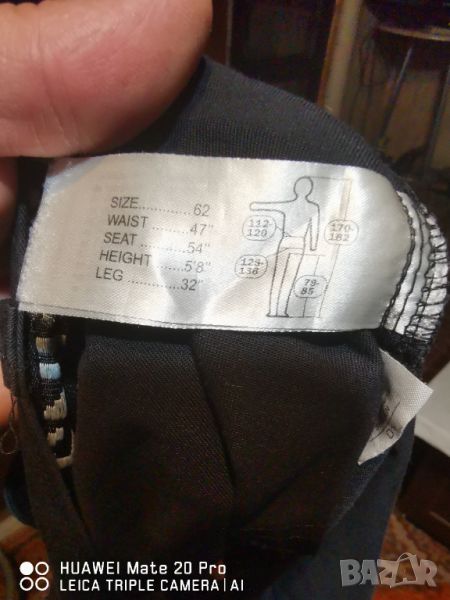 SIZE..........62
WAIST........47"
SEAT..........54"
HEIGHT.......5'8"
LEG............32"
112-120
170-182
129-136
79-85
HUAWEI Mate 20 Pro
LEICA TRIPLE CAMERA | AI
BAZAR